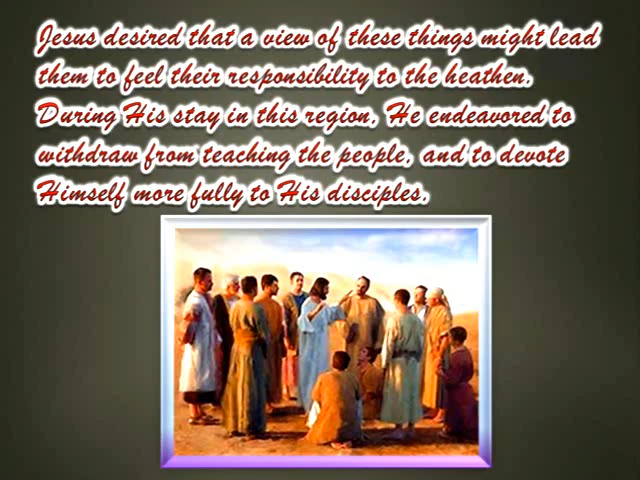 Jesus desired that a view of these things might lead
them to feel their responsibility to the heathen.
During His stay in this region, He endeavored to
withdraw from teaching the people, and to devote
Himself more fully to His disciples.